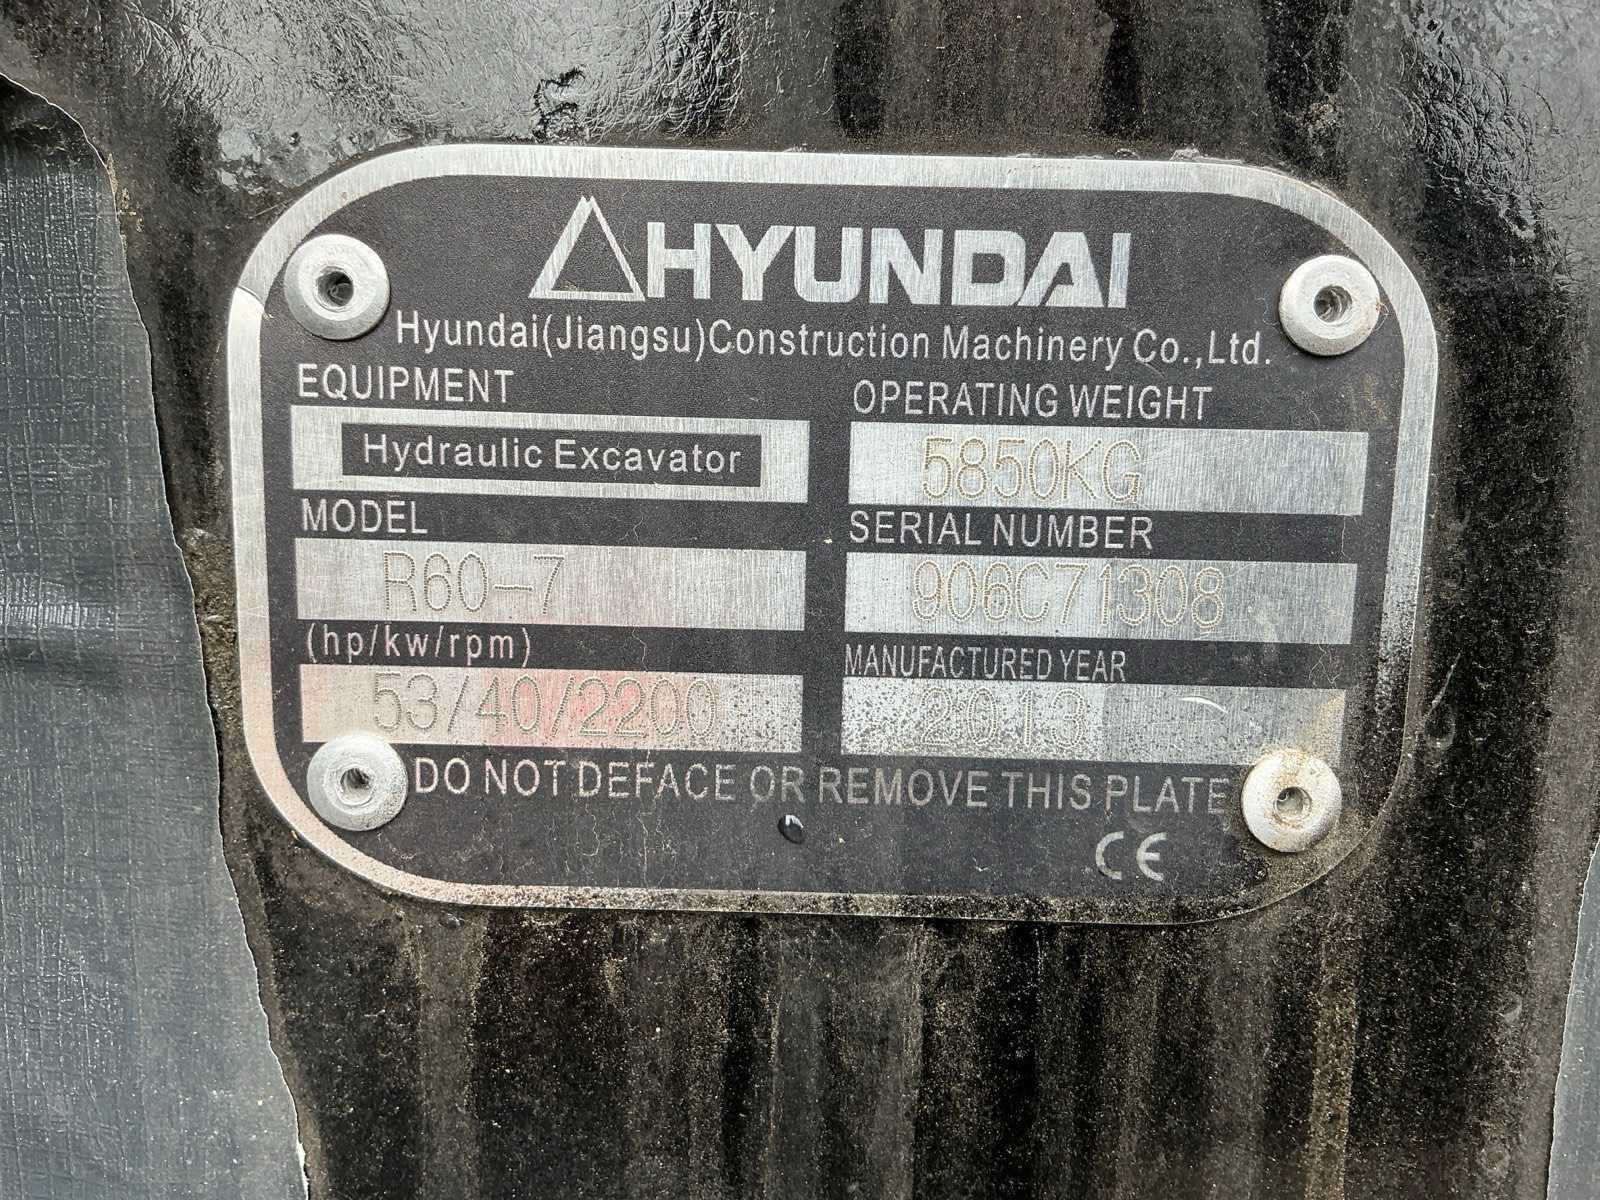 HYUNDAI
Hyundai(Jiangsu)Construction Machinery Co.,Ltd.
EQUIPMENT
Hydraulic Excavator
OPERATING WEIGHT
5850KG
MODEL
R60-7
SERIAL NUMBER
906C71308
(hp/kw/rpm)
53/40/2200
MANUFACTURED YEAR
2013
DO NOT DEFACE OR REMOVE THIS PLATE
CE